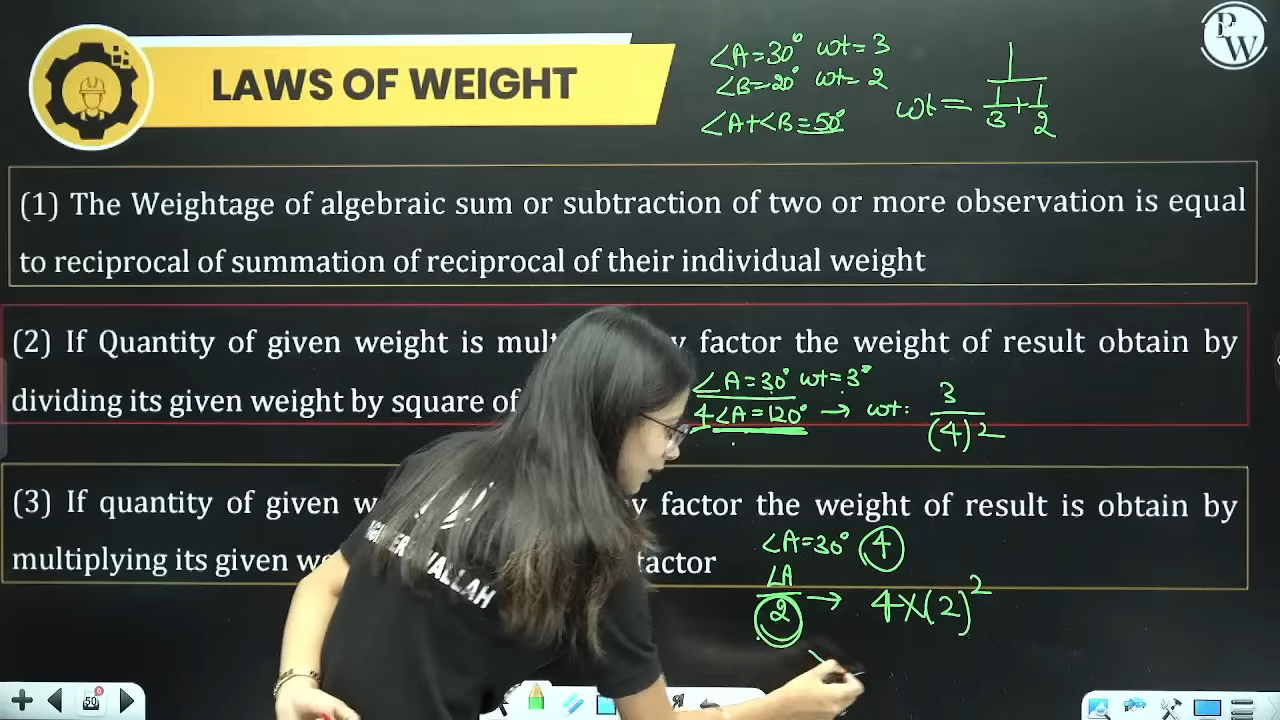 LAWS OF WEIGHT
∠A=30° wt=3
∠B=20° wt=2
∠A+∠B=50°
wt= 1/(1/3+1/2)
PW
(1) The Weightage of algebraic sum or subtraction of two or more observation is equal
to reciprocal of summation of reciprocal of their individual weight
(2) If Quantity of given weight is factor the weight of result obtain by
dividing its given weight by square of
∠A=30° wt=3
4∠A=120° → wt: 3/(4)2
(3) If quantity of given factor the weight of result is obtain by
multiplying its given factor
∠A=30° 4
∠A/2 → 4×(2)²
WALLAH
50